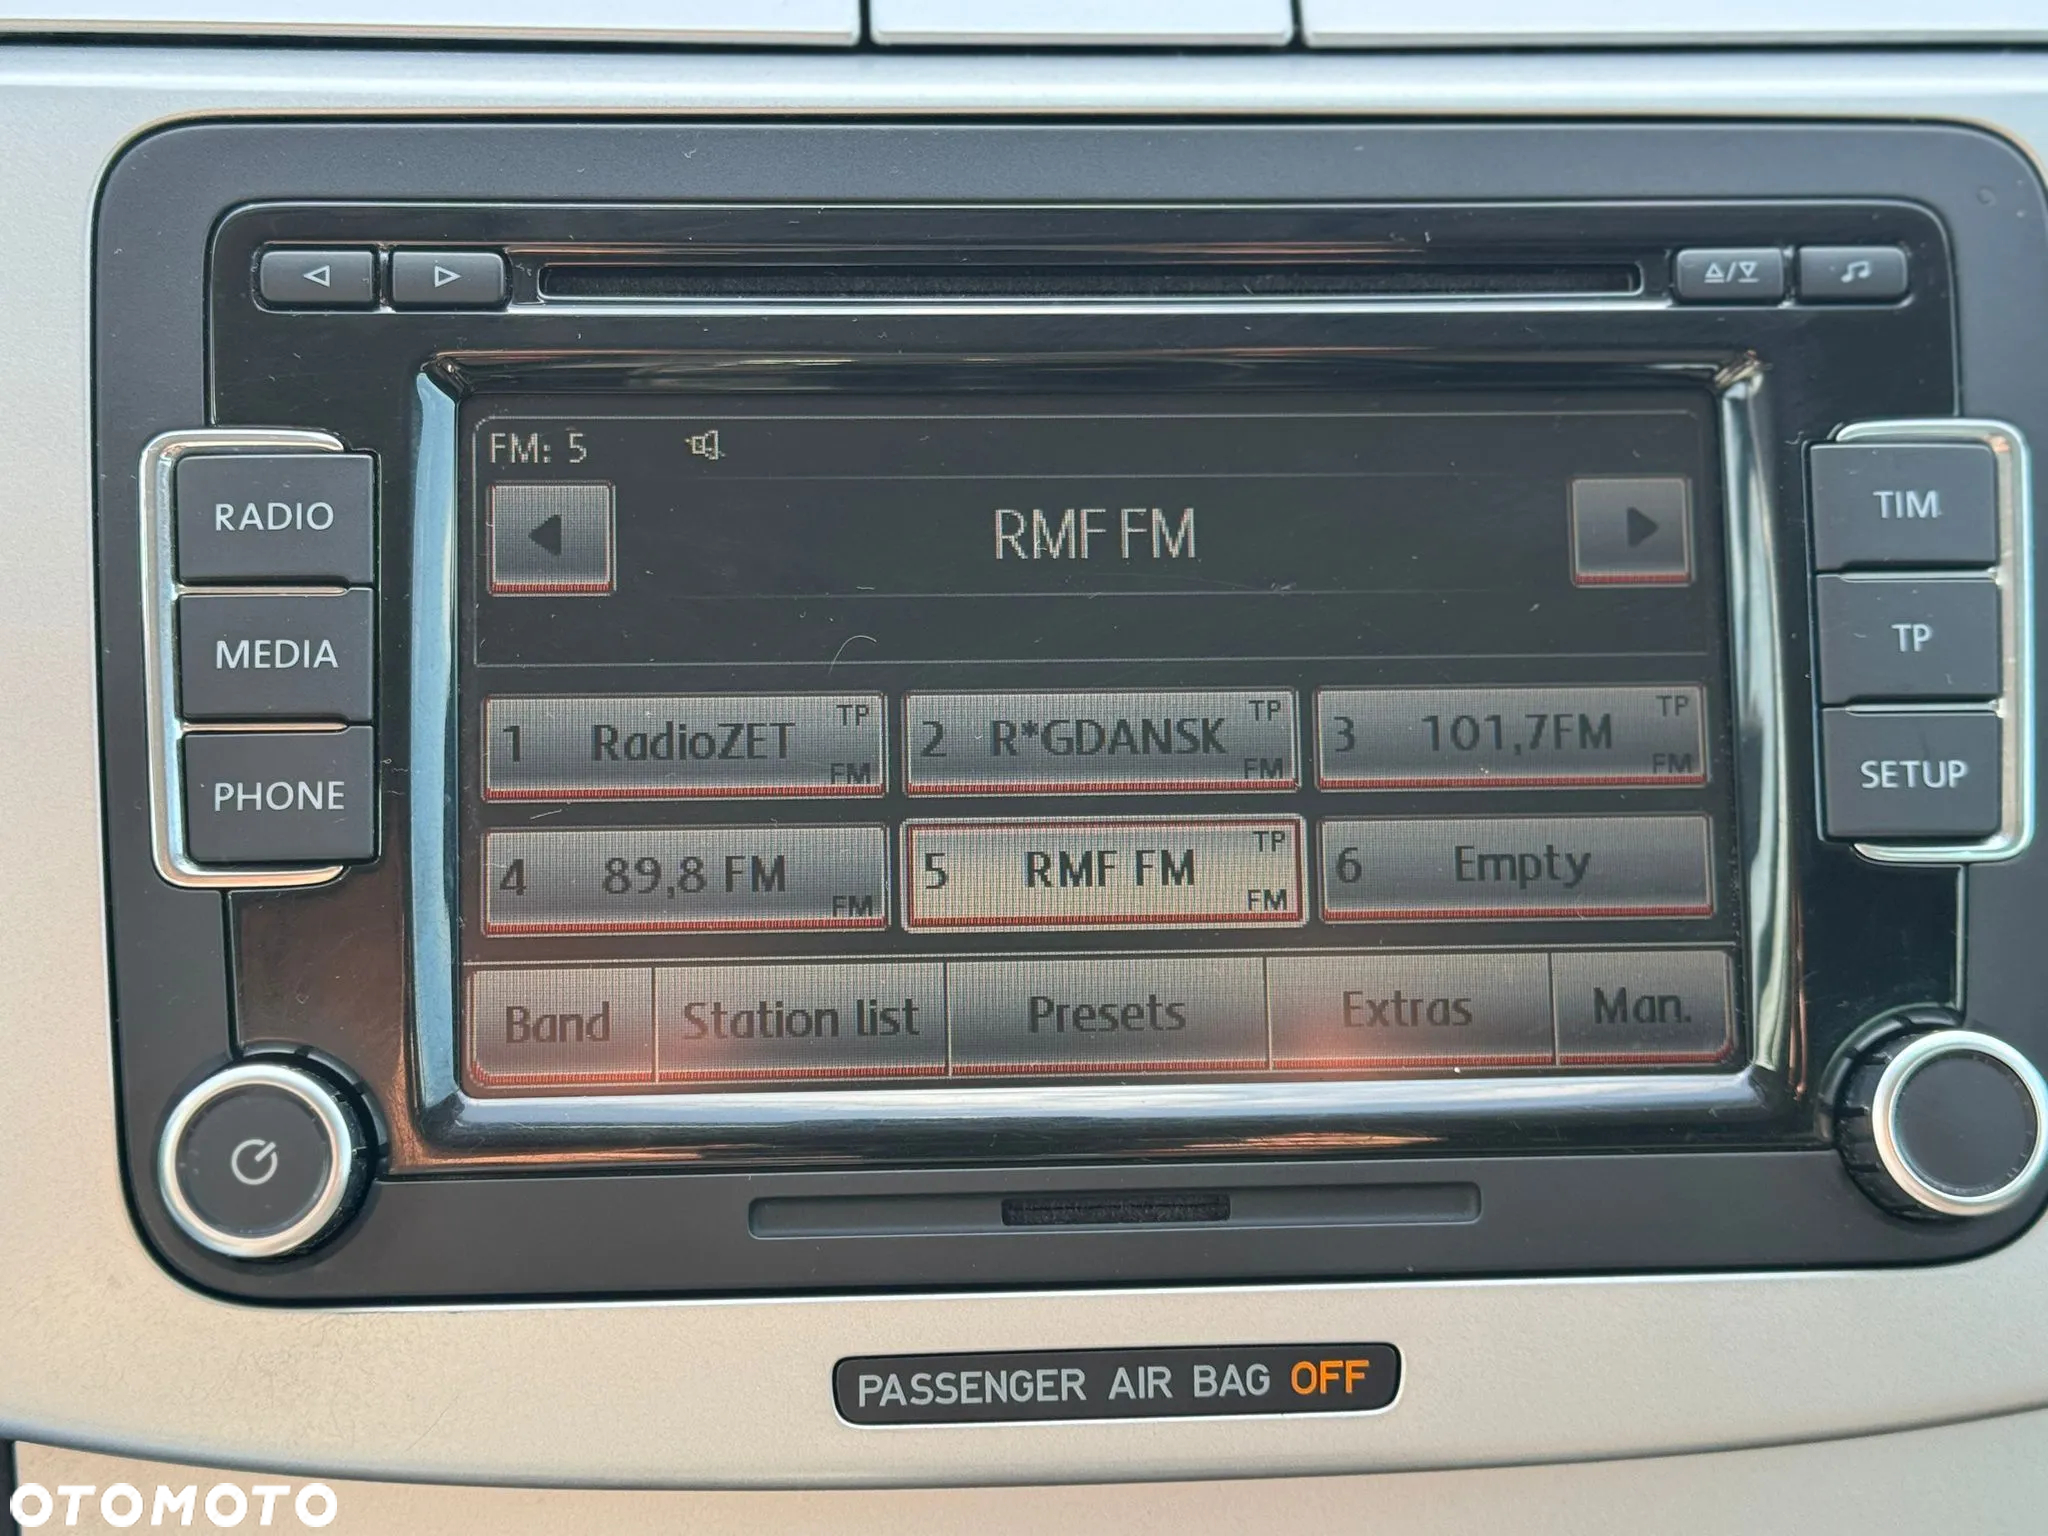 FM: 5
RADIO
RMF FM
TIM
MEDIA
TP
PHONE
SETUP
1 RadioZET TP FM
2 R*GDANSK TP FM
3 101,7FM TP FM
4 89,8 FM FM
5 RMF FM TP FM
6 Empty
Band Station list Presets Extras Man.
PASSENGER AIR BAG OFF
OTOMOTO